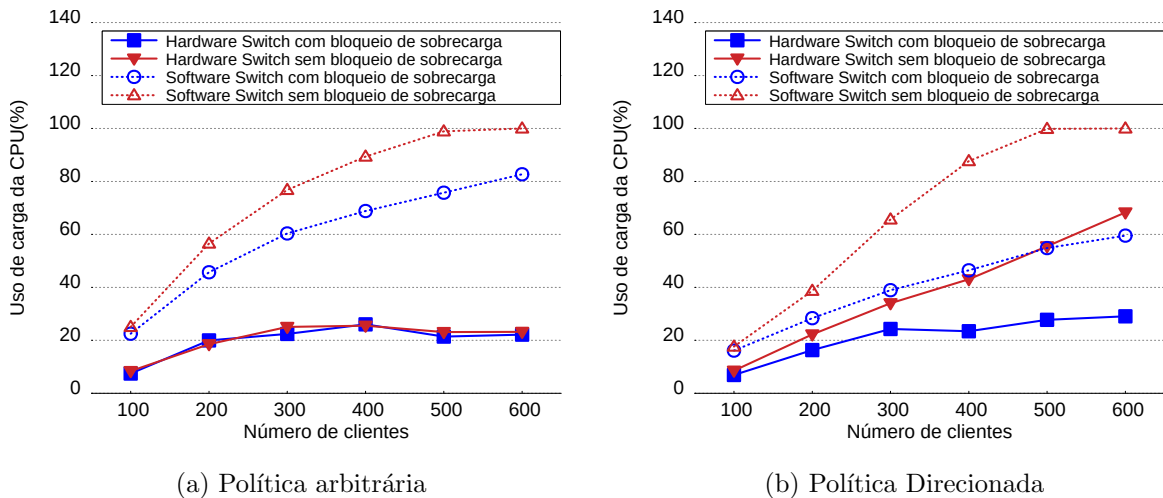 Uso de carga da CPU(%)
140
120
100
80
60
40
20
0
Hardware Switch com bloqueio de sobrecarga
Hardware Switch sem bloqueio de sobrecarga
Software Switch com bloqueio de sobrecarga
Software Switch sem bloqueio de sobrecarga
100 200 300 400 500 600
Número de clientes
(a) Política arbitrária
Uso de carga da CPU(%)
140
120
100
80
60
40
20
0
Hardware Switch com bloqueio de sobrecarga
Hardware Switch sem bloqueio de sobrecarga
Software Switch com bloqueio de sobrecarga
Software Switch sem bloqueio de sobrecarga
100 200 300 400 500 600
Número de clientes
(b) Política Direcionada